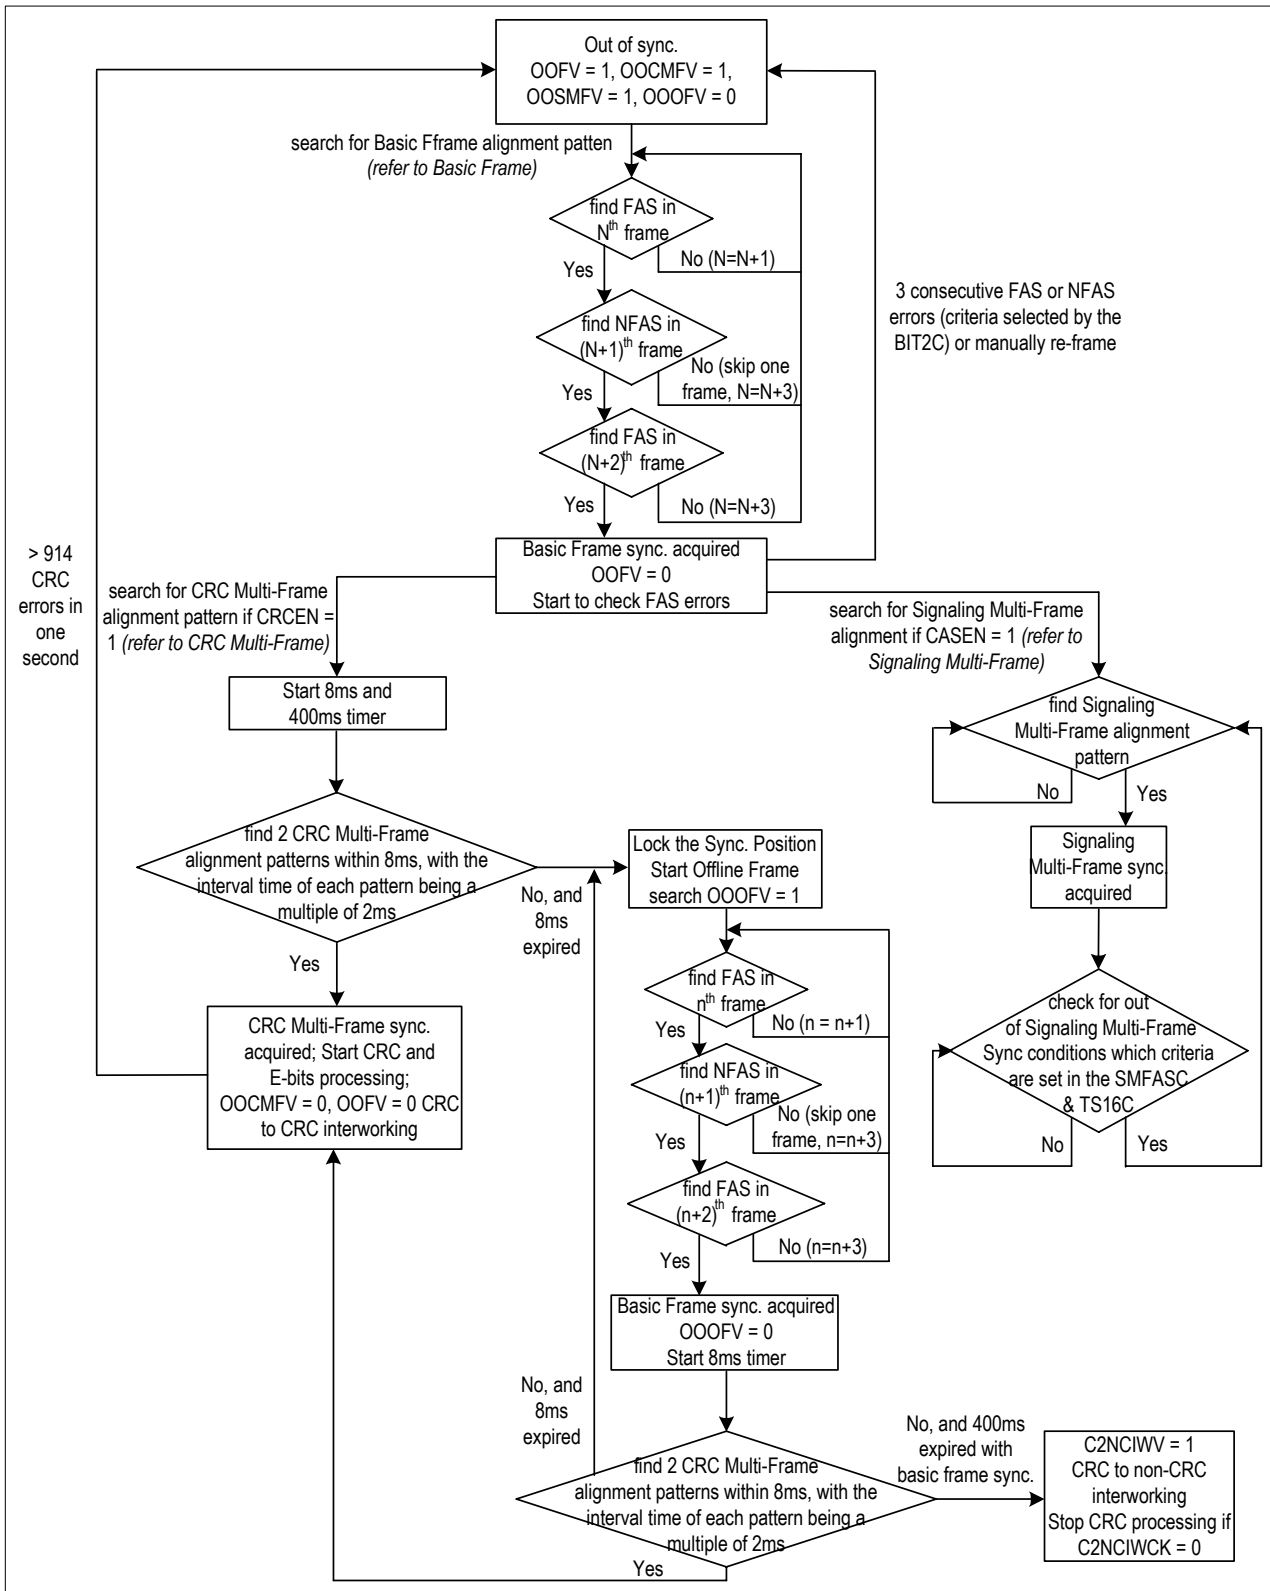 Out of sync.
OOFV = 1, OOCMFV = 1,
OOSMFV = 1, OOOFV = 0
search for Basic Fframe alignment patten
(refer to Basic Frame)
find FAS in
Nth frame
No (N=N+1)
Yes
find NFAS in
(N+1)th frame
No (skip one
frame, N=N+3)
Yes
find FAS in
(N+2)th frame
No (N=N+3)
Yes
3 consecutive FAS or NFAS
errors (criteria selected by the
BIT2C) or manually re-frame
Basic Frame sync. acquired
OOFV = 0
Start to check FAS errors
> 914
CRC
errors in
one
second
search for CRC Multi-Frame
alignment pattern if CRCEN =
1 (refer to CRC Multi-Frame)
search for Signaling Multi-Frame
alignment if CASEN = 1 (refer to
Signaling Multi-Frame)
Start 8ms and
400ms timer
find 2 CRC Multi-Frame
alignment patterns within 8ms, with the
interval time of each pattern being a
multiple of 2ms
No, and
8ms
expired
Yes
CRC Multi-Frame sync.
acquired; Start CRC and
E-bits processing;
OOCMFV = 0, OOFV = 0 CRC
to CRC interworking
Lock the Sync. Position
Start Offline Frame
search OOOFV = 1
find FAS in
nth frame
No (n = n+1)
Yes
find NFAS in
(n+1)th frame
No (skip one
frame, n=n+3)
Yes
find FAS in
(n+2)th frame
No (n=n+3)
Yes
Basic Frame sync. acquired
OOOFV = 0
Start 8ms timer
No, and
8ms
expired
find 2 CRC Multi-Frame
alignment patterns within 8ms, with the
interval time of each pattern being a
multiple of 2ms
Yes
No, and 400ms
expired with
basic frame sync.
C2NCIWV = 1
CRC to non-CRC
interworking
Stop CRC processing if
C2NCIWCK = 0
find Signaling
Multi-Frame alignment
pattern
No
Yes
Signaling
Multi-Frame sync.
acquired
check for out
of Signaling Multi-Frame
Sync conditions which criteria
are set in the SMFASC
& TS16C
No
Yes